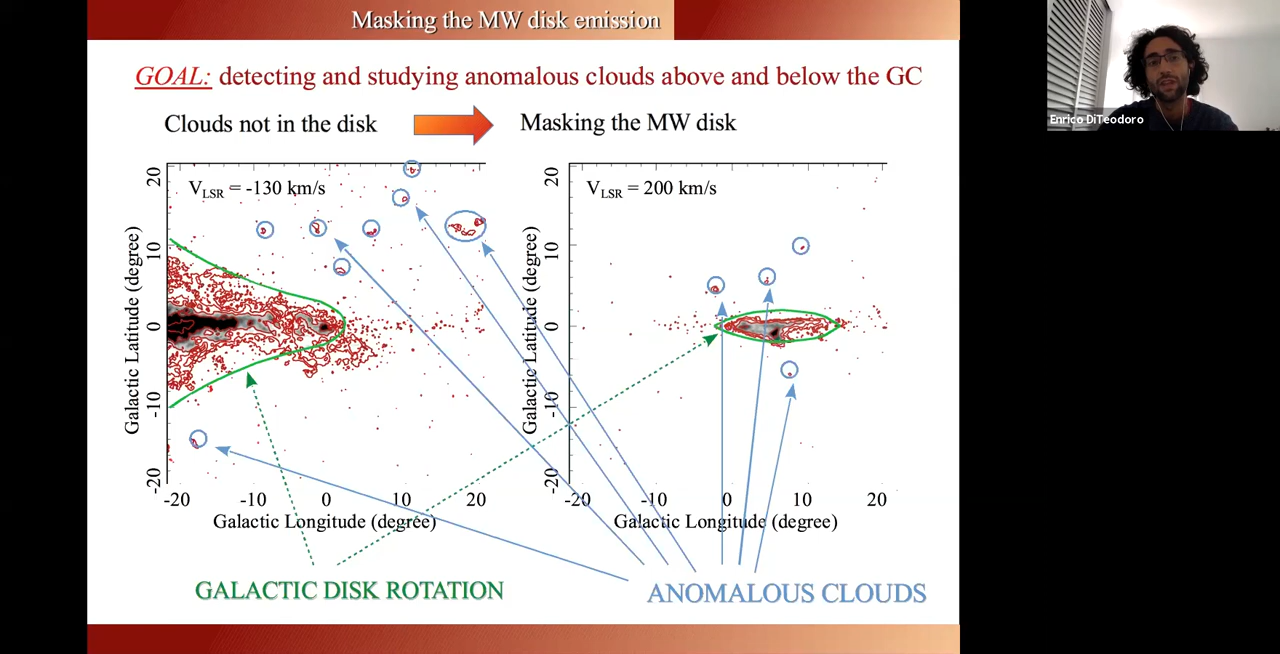 Masking the MW disk emission
GOAL: detecting and studying anomalous clouds above and below the GC
Clouds not in the disk
Masking the MW disk
V_LSR = -130 km/s
Galactic Latitude (degree)
20
10
0
-10
-20
-20 -10 0 10 20
Galactic Longitude (degree)
V_LSR = 200 km/s
Galactic Latitude (degree)
20
10
0
-10
-20
-20 -10 0 10 20
Galactic Longitude (degree)
GALACTIC DISK ROTATION
ANOMALOUS CLOUDS
Enrico DiTeodoro